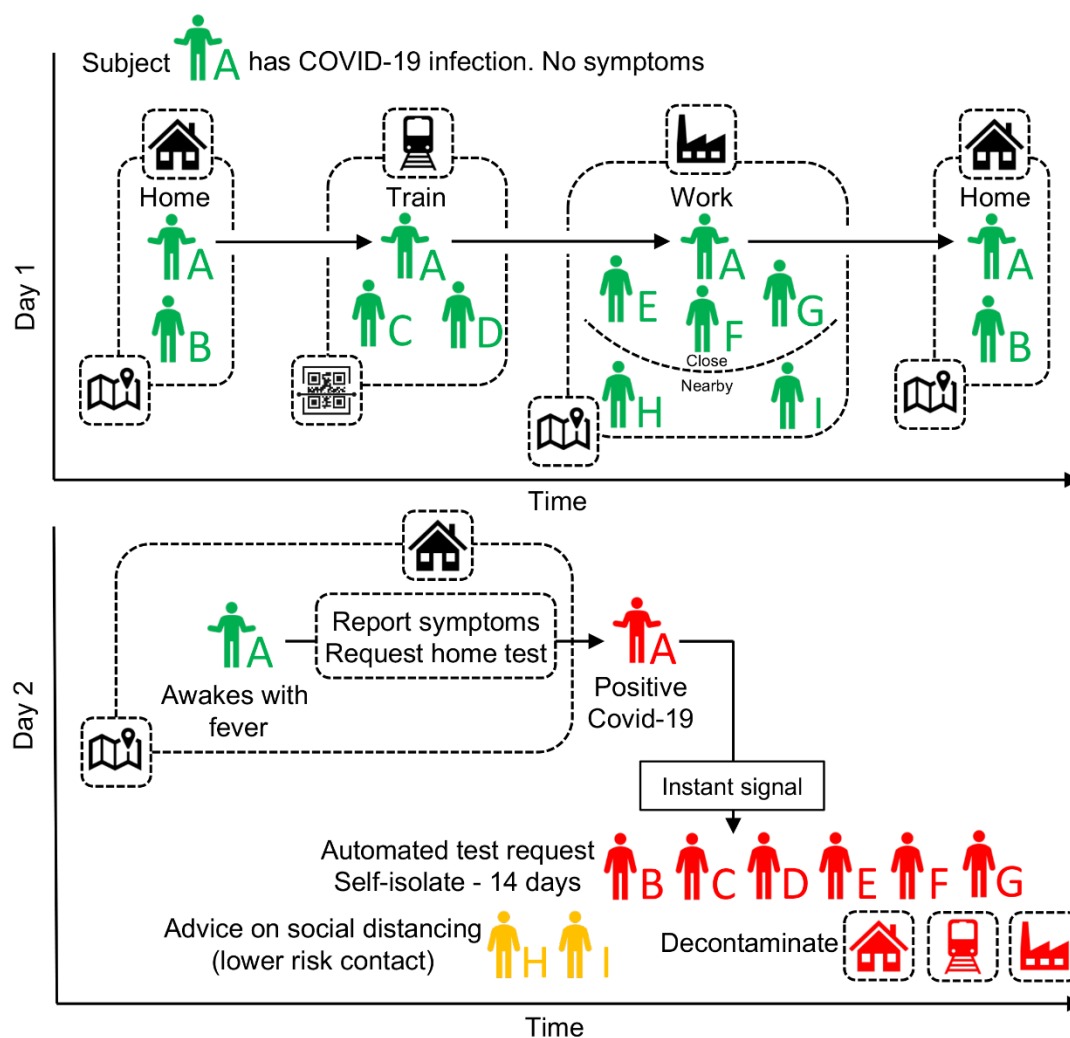 Subject A has COVID-19 infection. No symptoms
Day 1
Home
Train
Work
Home
A
A
A
A
B
C
D
E
F
G
B
Close
Nearby
H
I
Time
Day 2
A
Awakes with
fever
Report symptoms
Request home test
A
Positive
Covid-19
Instant signal
Automated test request
Self-isolate - 14 days
B C D E F G
Advice on social distancing
(lower risk contact)
H I
Decontaminate
Time